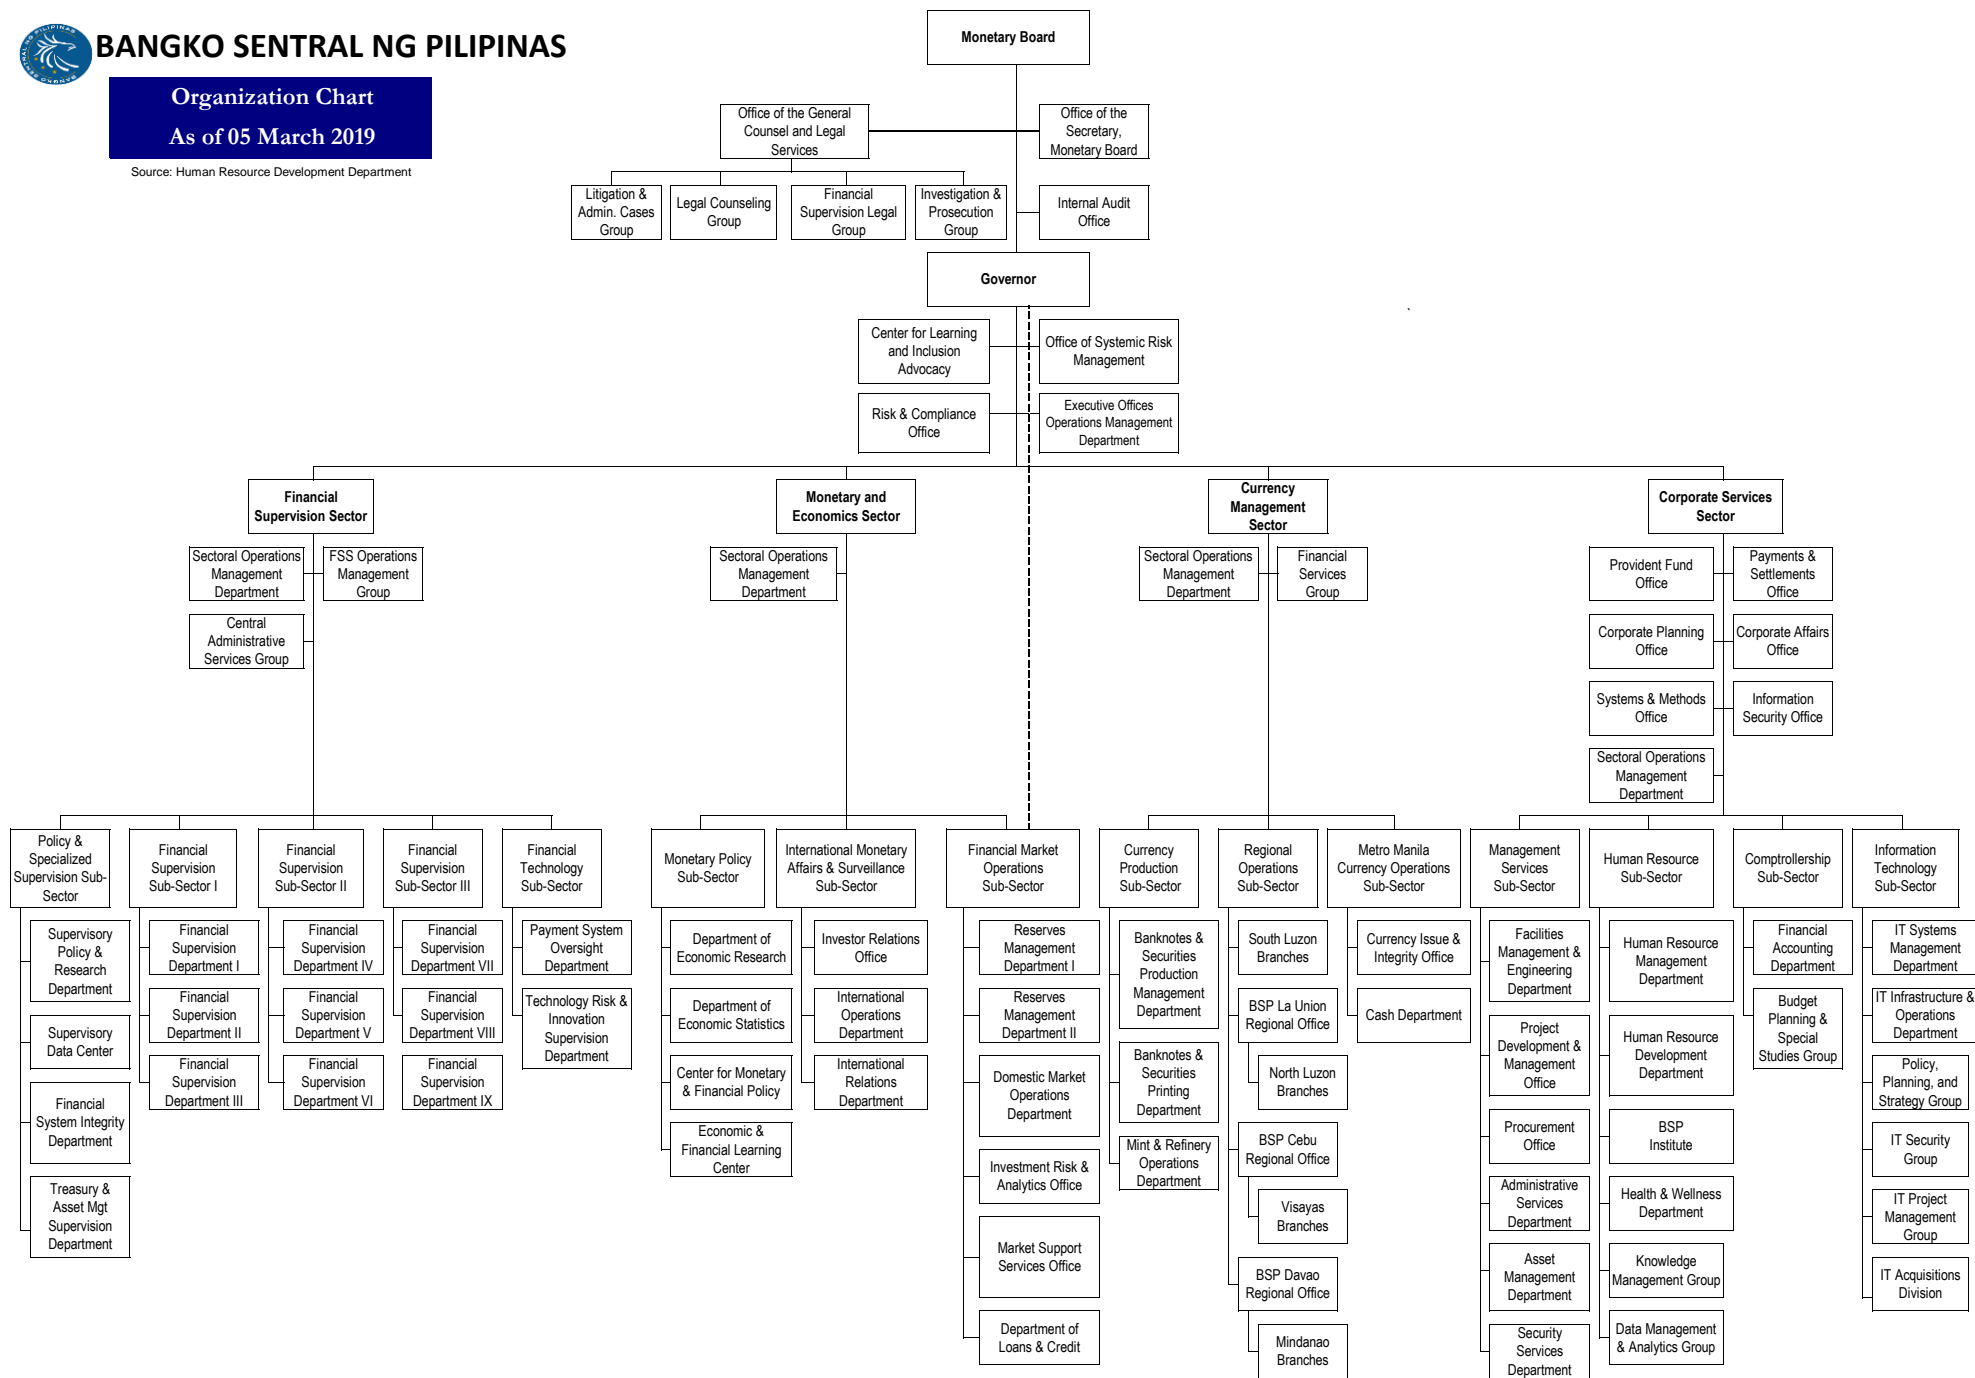 BANGKO SENTRAL NG PILIPINAS
Organization Chart
As of 05 March 2019
Source: Human Resource Development Department
Monetary Board
Office of the General
Counsel and Legal
Services
Office of the
Secretary,
Monetary Board
Litigation &
Admin. Cases
Group
Legal Counseling
Group
Financial
Supervision Legal
Group
Investigation &
Prosecution
Group
Internal Audit
Office
Governor
Center for Learning
and Inclusion
Advocacy
Office of Systemic Risk
Management
Risk & Compliance
Office
Executive Offices
Operations Management
Department
Financial
Supervision Sector
Monetary and
Economics Sector
Currency
Management
Sector
Corporate Services
Sector
Sectoral Operations
Management
Department
FSS Operations
Management
Group
Central
Administrative
Services Group
Sectoral Operations
Management
Department
Sectoral Operations
Management
Department
Financial
Services
Group
Provident Fund
Office
Payments &
Settlements
Office
Corporate Planning
Office
Corporate Affairs
Office
Systems & Methods
Office
Information
Security Office
Sectoral Operations
Management
Department
Policy &
Specialized
Supervision Sub-
Sector
Financial
Supervision
Sub-Sector I
Financial
Supervision
Sub-Sector II
Financial
Supervision
Sub-Sector III
Financial
Technology
Sub-Sector
Monetary Policy
Sub-Sector
International Monetary
Affairs & Surveillance
Sub-Sector
Financial Market
Operations
Sub-Sector
Currency
Production
Sub-Sector
Regional
Operations
Sub-Sector
Metro Manila
Currency Operations
Sub-Sector
Management
Services
Sub-Sector
Human Resource
Sub-Sector
Comptrollership
Sub-Sector
Information
Technology
Sub-Sector
Supervisory
Policy &
Research
Department
Supervisory
Data Center
Financial
System Integrity
Department
Treasury &
Asset Mgt
Supervision
Department
Financial
Supervision
Department I
Financial
Supervision
Department II
Financial
Supervision
Department III
Financial
Supervision
Department IV
Financial
Supervision
Department V
Financial
Supervision
Department VI
Financial
Supervision
Department VII
Financial
Supervision
Department VIII
Financial
Supervision
Department IX
Payment System
Oversight
Department
Technology Risk &
Innovation
Supervision
Department
Department of
Economic Research
Department of
Economic Statistics
Center for Monetary
& Financial Policy
Economic &
Financial Learning
Center
Investor Relations
Office
International
Operations
Department
International
Relations
Department
Reserves
Management
Department I
Reserves
Management
Department II
Domestic Market
Operations
Department
Investment Risk &
Analytics Office
Market Support
Services Office
Department of
Loans & Credit
Banknotes &
Securities
Production
Management
Department
Banknotes &
Securities
Printing
Department
Mint & Refinery
Operations
Department
South Luzon
Branches
BSP La Union
Regional Office
North Luzon
Branches
BSP Cebu
Regional Office
Visayas
Branches
BSP Davao
Regional Office
Mindanao
Branches
Currency Issue &
Integrity Office
Cash Department
Facilities
Management &
Engineering
Department
Project
Development &
Management
Office
Procurement
Office
Administrative
Services
Department
Asset
Management
Department
Security
Services
Department
Human Resource
Management
Department
Human Resource
Development
Department
BSP
Institute
Health & Wellness
Department
Knowledge
Management Group
Data Management
& Analytics Group
Financial
Accounting
Department
Budget
Planning &
Special
Studies Group
IT Systems
Management
Department
IT Infrastructure &
Operations
Department
Policy,
Planning, and
Strategy Group
IT Security
Group
IT Project
Management
Group
IT Acquisitions
Division